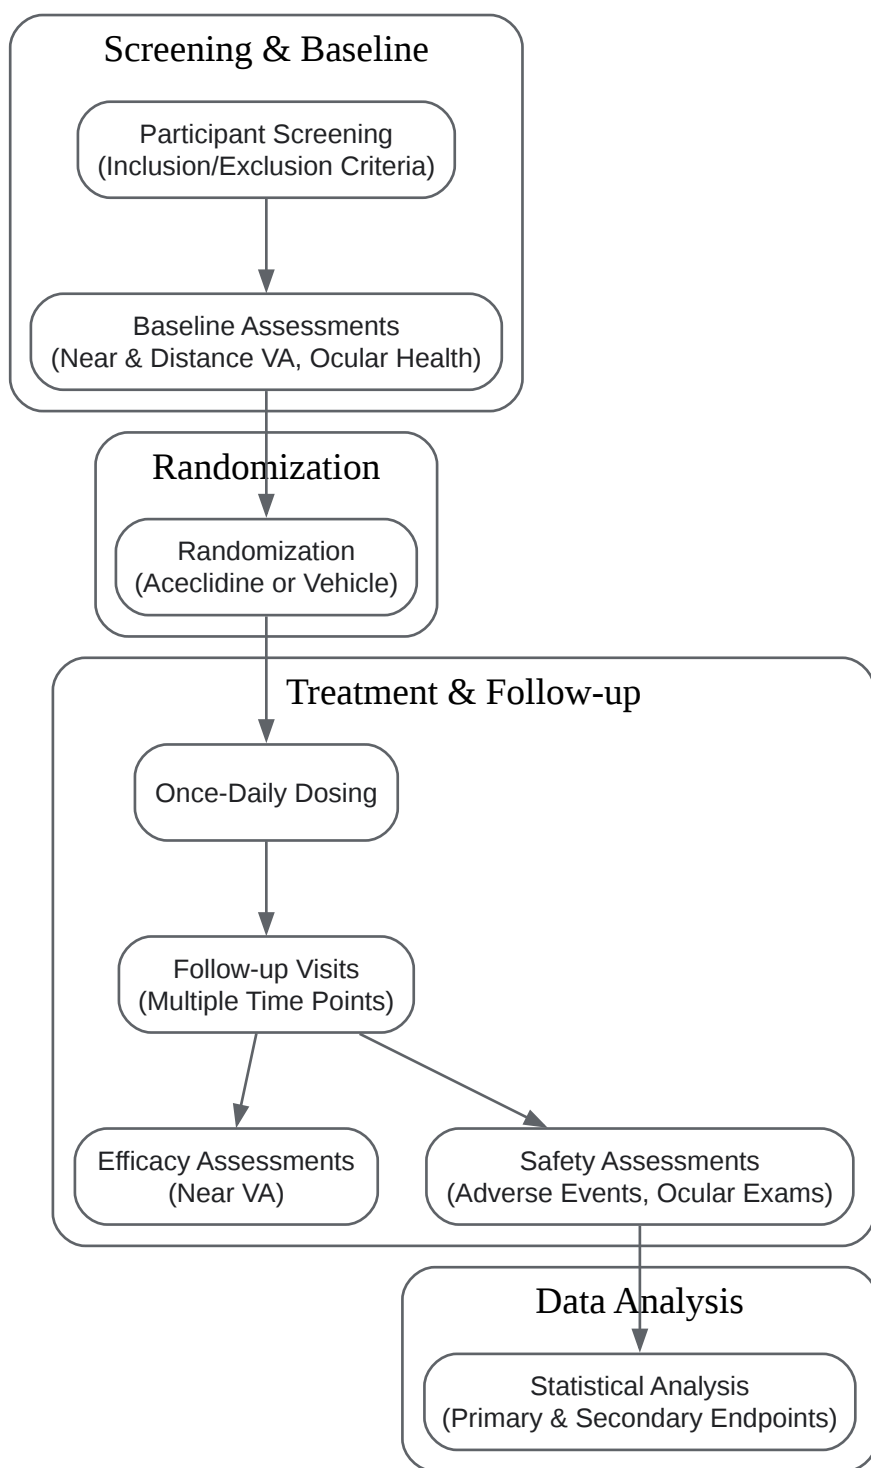 Screening & Baseline
Participant Screening
(Inclusion/Exclusion Criteria)
Baseline Assessments
(Near & Distance VA, Ocular Health)
Randomization
Randomization
(Aceclidine or Vehicle)
Treatment & Follow-up
Once-Daily Dosing
Follow-up Visits
(Multiple Time Points)
Efficacy Assessments
(Near VA)
Safety Assessments
(Adverse Events, Ocular Exams)
Data Analysis
Statistical Analysis
(Primary & Secondary Endpoints)